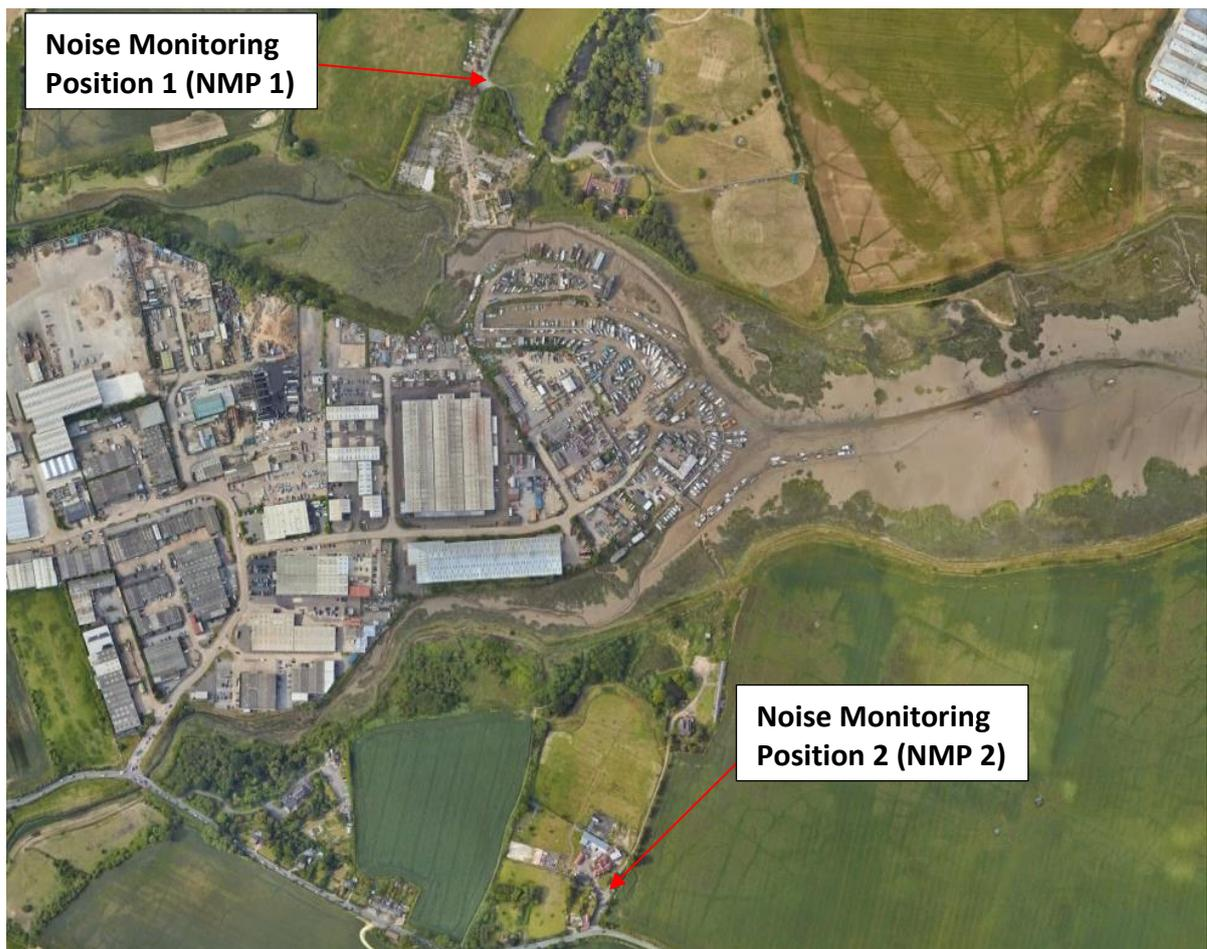 Noise Monitoring
Position 1 (NMP 1)
Noise Monitoring
Position 2 (NMP 2)